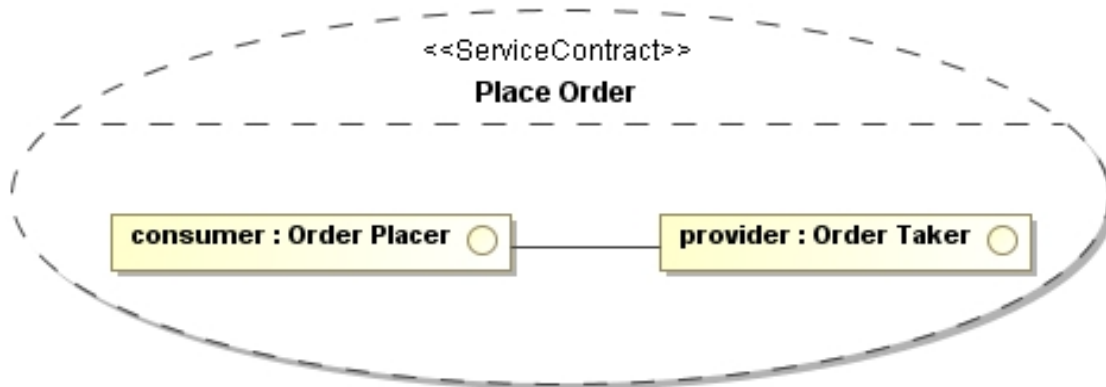 <<ServiceContract>>
Place Order
consumer : Order Placer
provider : Order Taker